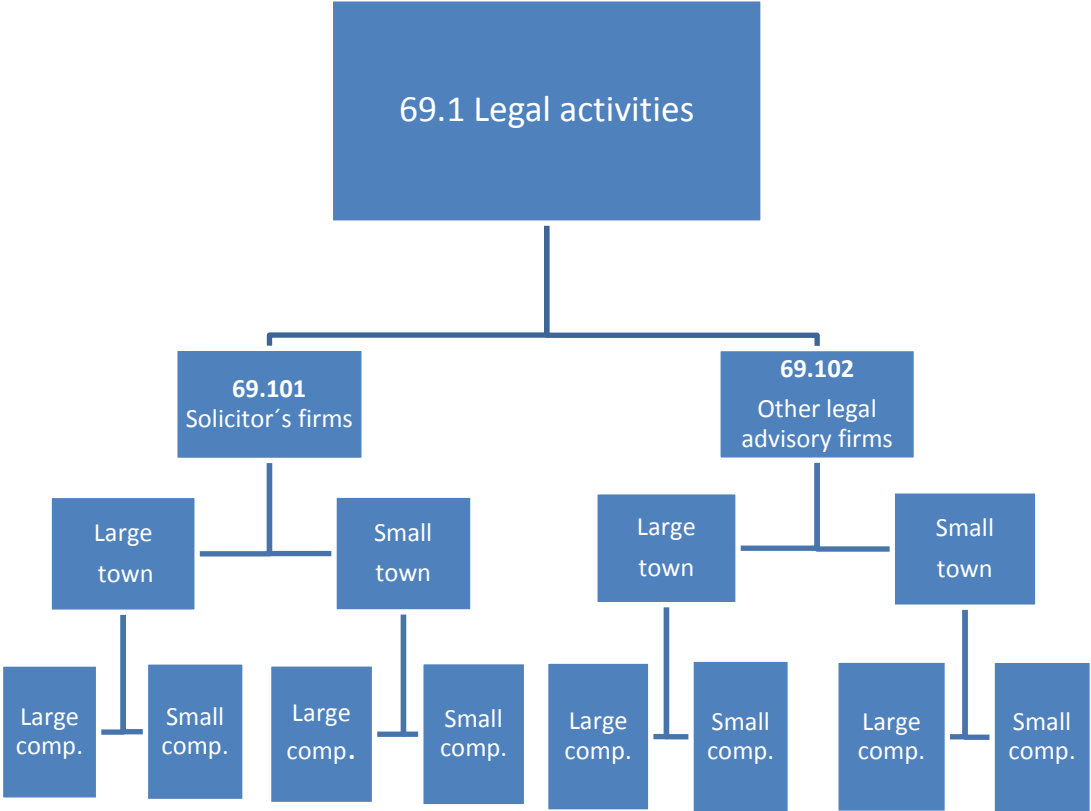 69.1 Legal activities
69.101
Solicitor´s firms
69.102
Other legal
advisory firms
Large
town
Small
town
Large
town
Small
town
Large
comp.
Small
comp.
Large
comp.
Small
comp.
Large
comp.
Small
comp.
Large
comp.
Small
comp.